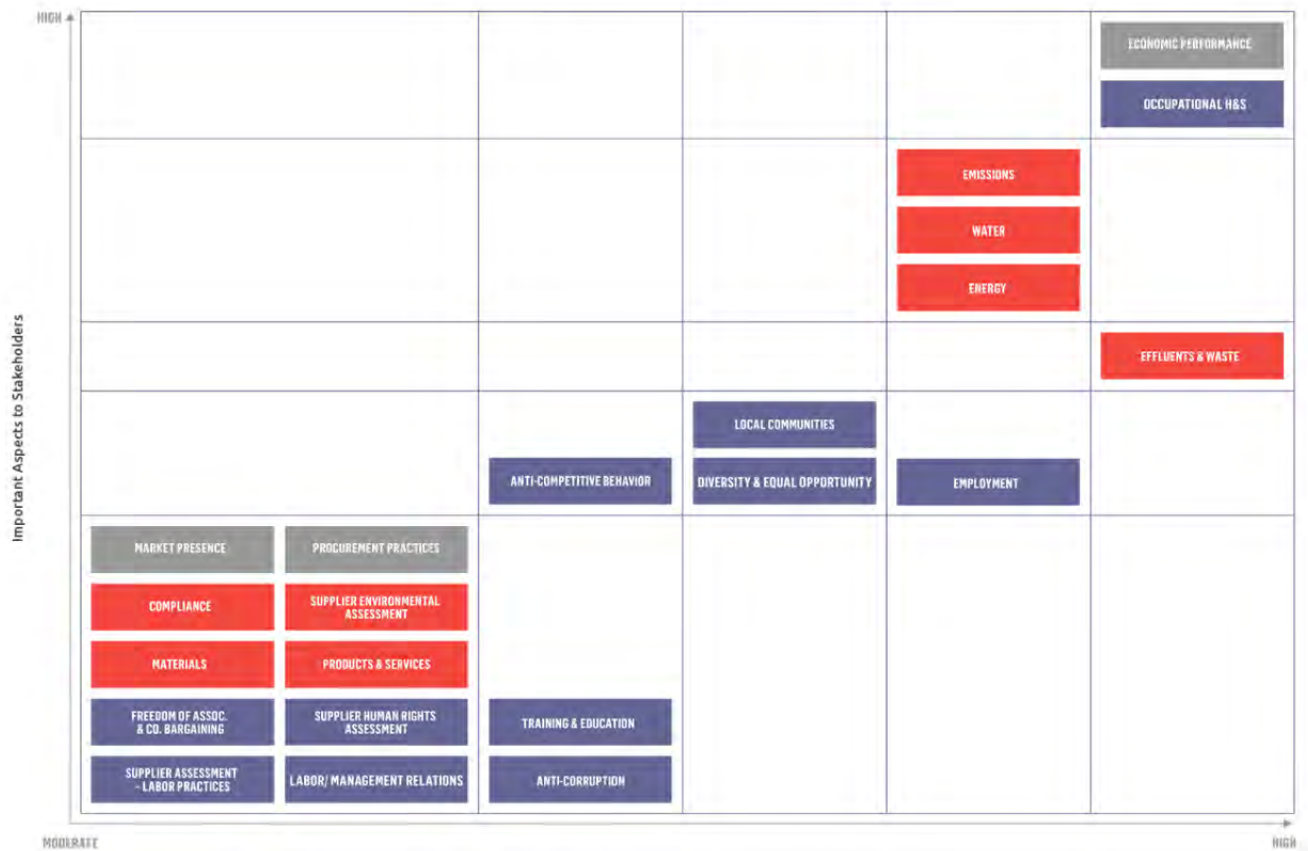 HIGH
ECONOMIC PERFORMANCE
OCCUPATIONAL H&S
EMISSIONS
WATER
ENERGY
EFFLUENTS & WASTE
Important Aspects to Stakeholders
LOCAL COMMUNITIES
ANTI-COMPETITIVE BEHAVIOR
DIVERSITY & EQUAL OPPORTUNITY
EMPLOYMENT
MARKET PRESENCE
PROCUREMENT PRACTICES
COMPLIANCE
SUPPLIER ENVIRONMENTAL
ASSESSMENT
MATERIALS
PRODUCTS & SERVICES
FREEDOM OF ASSOC.
& CO. BARGAINING
SUPPLIER HUMAN RIGHTS
ASSESSMENT
TRAINING & EDUCATION
SUPPLIER ASSESSMENT
- LABOR PRACTICES
LABOR/ MANAGEMENT RELATIONS
ANTI-CORRUPTION
MODERATE
HIGH